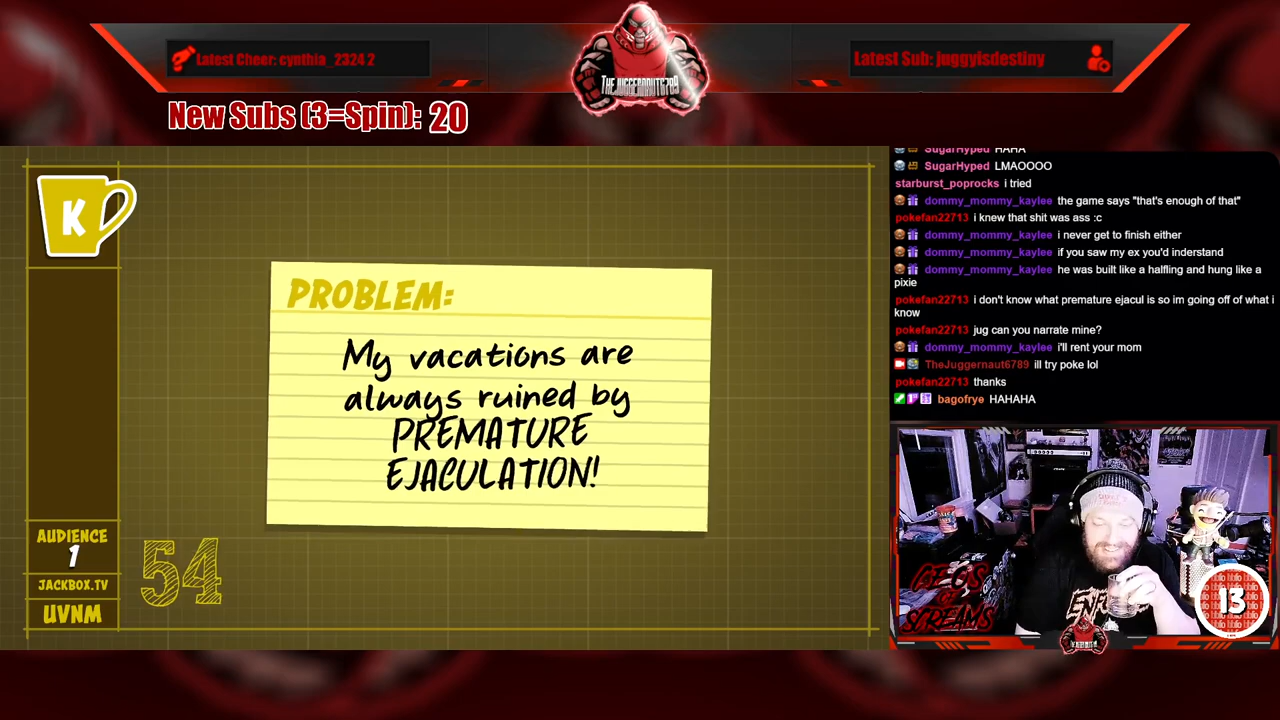 Latest Cheer: cynthia_2324 2
THEJUGGERNAUT6789
Latest Sub: juggyisdestiny
New Subs (3=Spin): 20
K
PROBLEM:
My vacations are
always ruined by
PREMATURE
EJACULATION!
AUDIENCE
1
JACKBOX.TV
UVNM
54
SugarHyped HAHA
SugarHyped LMAOOOO
starburst_poprocks i tried
dommy_mommy_kaylee the game says "that's enough of that"
pokefan22713 i knew that shit was ass :c
dommy_mommy_kaylee i never get to finish either
dommy_mommy_kaylee if you saw my ex you'd inderstand
dommy_mommy_kaylee he was built like a halfling and hung like a
pixie
pokefan22713 i don't know what premature ejacul is so im going off of what i
know
pokefan22713 jug can you narrate mine?
dommy_mommy_kaylee i'll rent your mom
TheJuggernaut6789 ill try poke lol
pokefan22713 thanks
bagofrye HAHAHA
SCREAMS
13